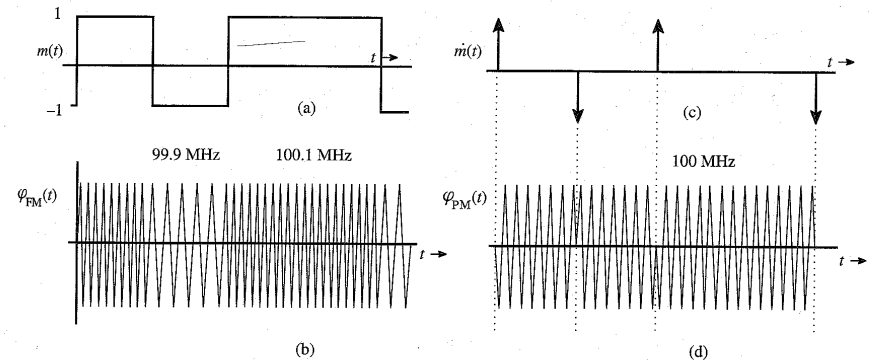 1
m(t)
t →
−1
(a)
99.9 MHz 100.1 MHz
φFM(t)
t →
(b)
ṁ(t)
t →
(c)
100 MHz
φPM(t)
t →
(d)